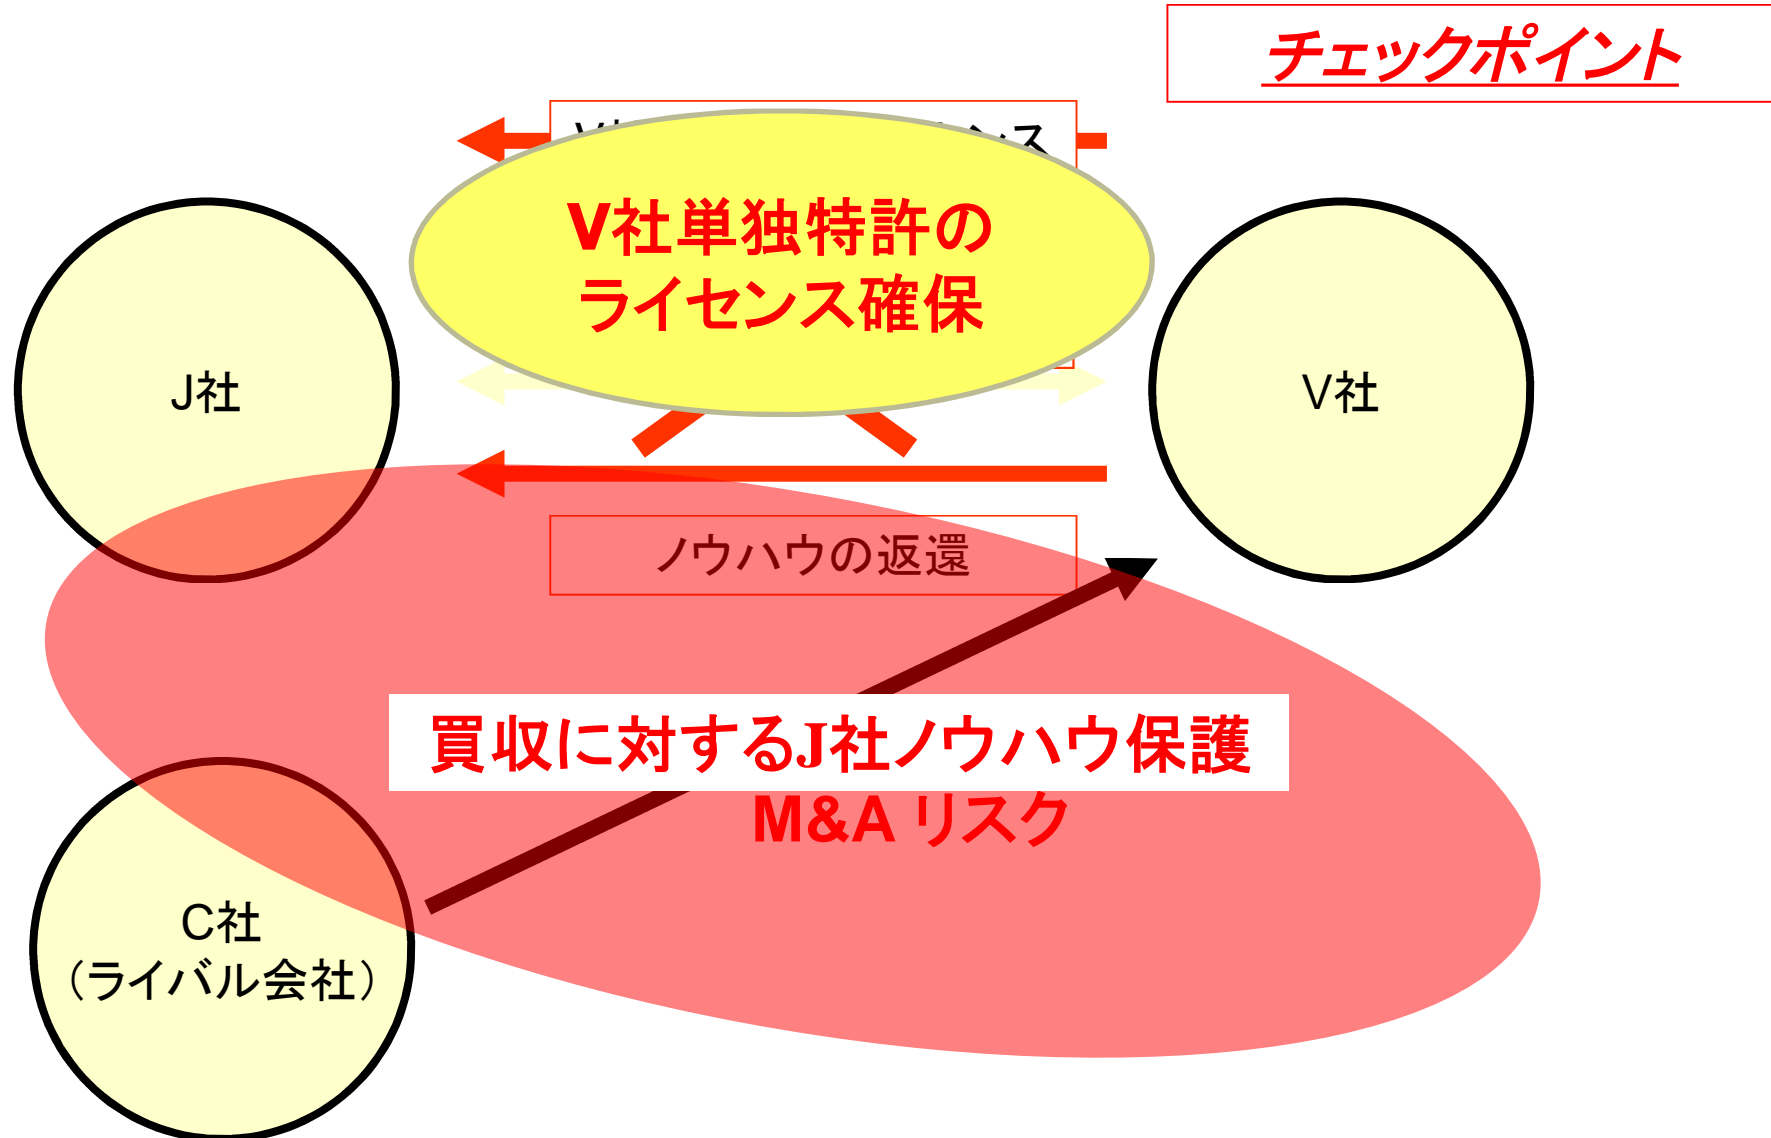 チェックポイント
ンス
V社単独特許の
ライセンス確保
J社
V社
ノウハウの返還
買収に対するJ社ノウハウ保護
M&A リスク
C社
（ライバル会社）